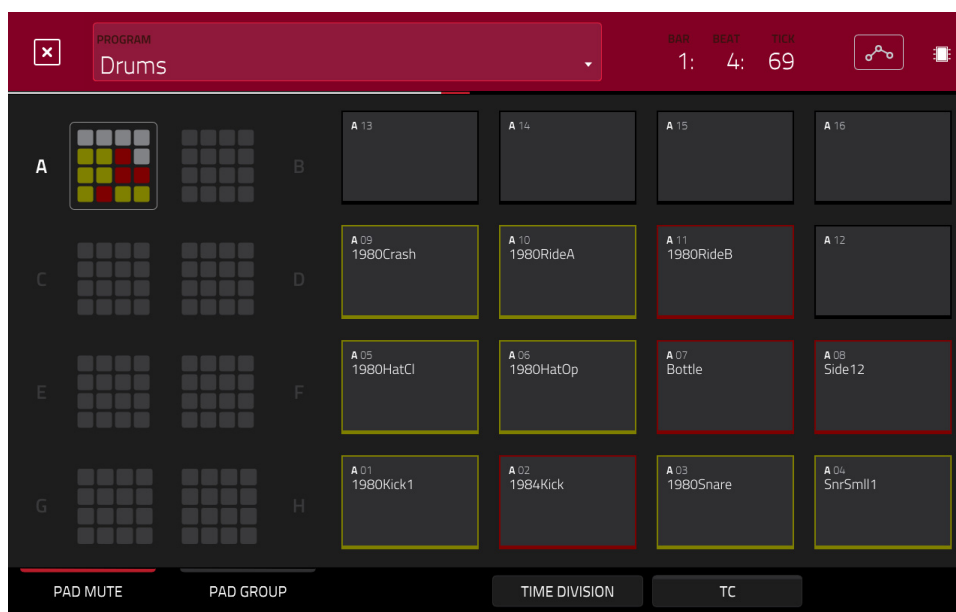 PROGRAM
Drums
BAR BEAT TICK
1: 4: 69
A
B
C
D
E
F
G
H
A 13
A 14
A 15
A 16
A 09
1980Crash
A 10
1980RideA
A 11
1980RideB
A 12
A 05
1980HatCl
A 06
1980HatOp
A 07
Bottle
A 08
Side12
A 01
1980Kick1
A 02
1984Kick
A 03
1980Snare
A 04
SnrSmll1
PAD MUTE
PAD GROUP
TIME DIVISION
TC